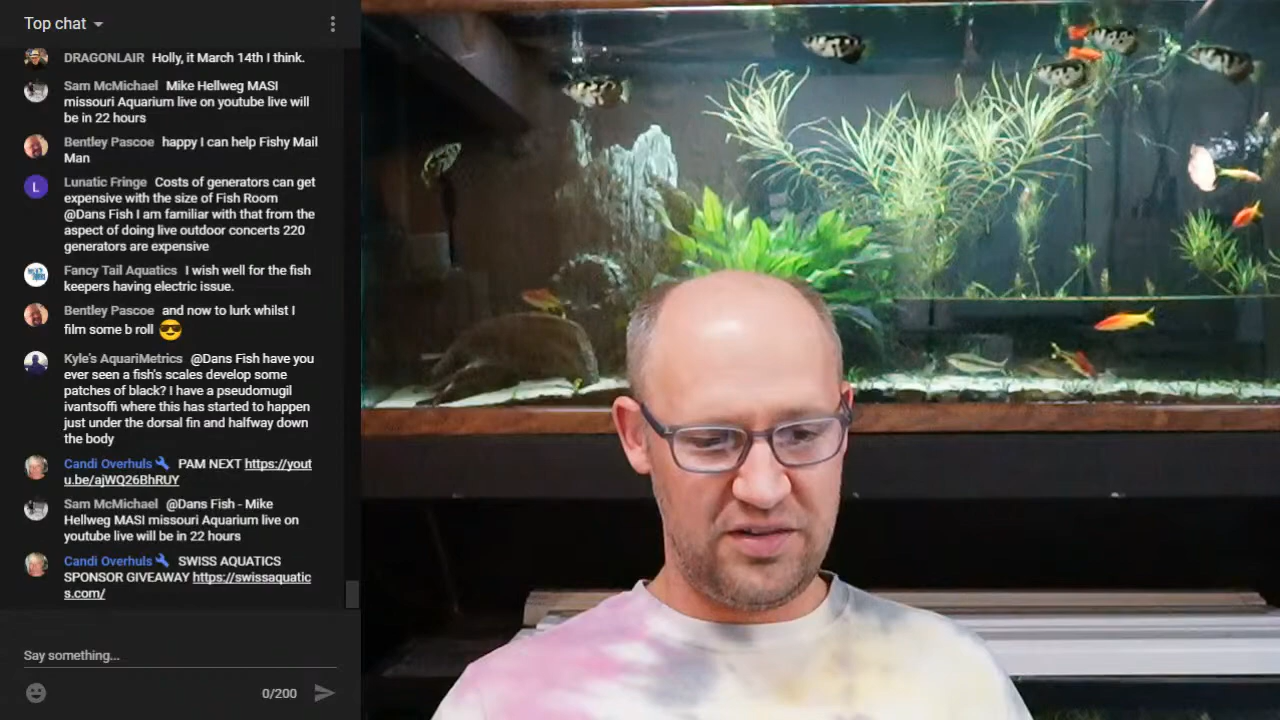 Top chat
DRAGONLAIR Holly, it March 14th I think.
Sam McMichael Mike Hellweg MASI
missouri Aquarium live on youtube live will
be in 22 hours
Bentley Pascoe happy I can help Fishy Mail
Man
L
Lunatic Fringe Costs of generators can get
expensive with the size of Fish Room
@Dans Fish I am familiar with that from the
aspect of doing live outdoor concerts 220
generators are expensive
Fancy Tail Aquatics I wish well for the fish
keepers having electric issue.
Bentley Pascoe and now to lurk whilst I
film some b roll
Kyle's AquariMetrics @Dans Fish have you
ever seen a fish's scales develop some
patches of black? I have a pseudomugil
ivantsoffi where this has started to happen
just under the dorsal fin and halfway down
the body
Candi Overhuls PAM NEXT https://yout
u.be/ajWQ26BhRUY
Sam McMichael @Dans Fish - Mike
Hellweg MASI missouri Aquarium live on
youtube live will be in 22 hours
Candi Overhuls SWISS AQUATICS
SPONSOR GIVEAWAY https://swissaquatic
s.com/
Say something...
0/200